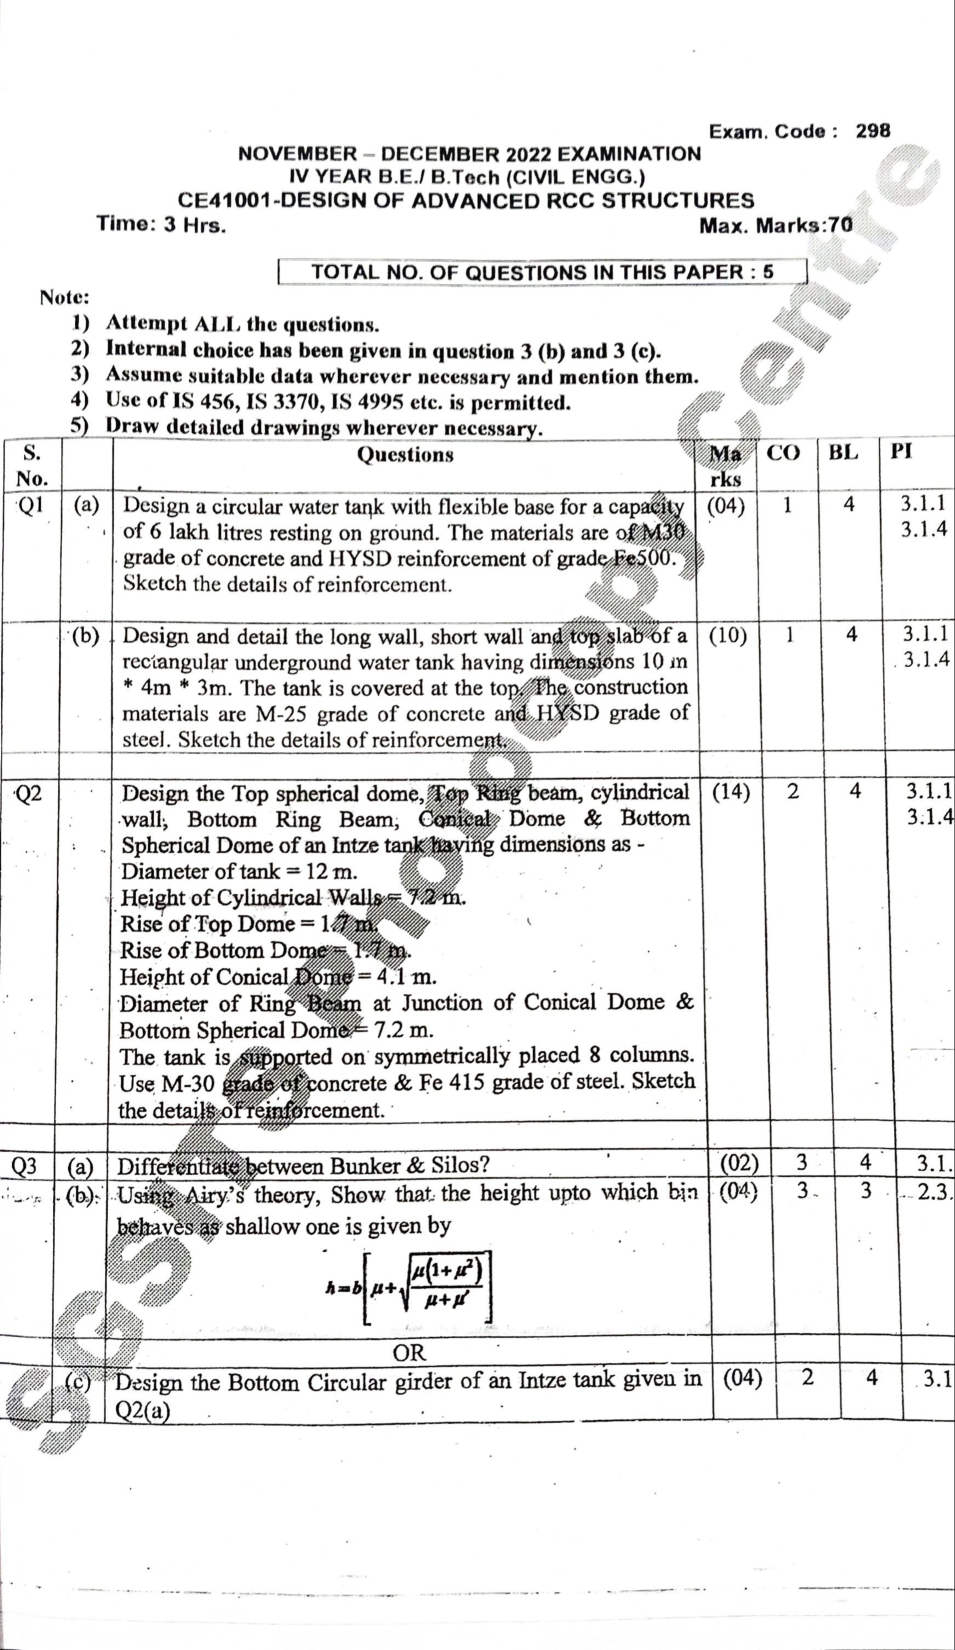 Exam. Code : 298
NOVEMBER – DECEMBER 2022 EXAMINATION
IV YEAR B.E./ B.Tech (CIVIL ENGG.)
CE41001-DESIGN OF ADVANCED RCC STRUCTURES
Time: 3 Hrs. Max. Marks:70
TOTAL NO. OF QUESTIONS IN THIS PAPER : 5
Note:
1) Attempt ALL the questions.
2) Internal choice has been given in question 3 (b) and 3 (c).
3) Assume suitable data wherever necessary and mention them.
4) Use of IS 456, IS 3370, IS 4995 etc. is permitted.
5) Draw detailed drawings wherever necessary.
S. No. Questions Ma rks CO BL PI
Q1 (a) Design a circular water tank with flexible base for a capacity (04) 1 4 3.1.1
of 6 lakh litres resting on ground. The materials are of M30 3.1.4
grade of concrete and HYSD reinforcement of grade Fe500.
Sketch the details of reinforcement.
(b) Design and detail the long wall, short wall and top slab of a (10) 1 4 3.1.1
rectangular underground water tank having dimensions 10 m 3.1.4
* 4m * 3m. The tank is covered at the top. The construction
materials are M-25 grade of concrete and HYSD grade of
steel. Sketch the details of reinforcement.
Q2 Design the Top spherical dome, Top Ring beam, cylindrical (14) 2 4 3.1.1
wall, Bottom Ring Beam, Conical Dome & Bottom 3.1.4
Spherical Dome of an Intze tank having dimensions as -
Diameter of tank = 12 m.
Height of Cylindrical Walls = 7.2 m.
Rise of Top Dome = 1.7 m.
Rise of Bottom Dome = 1.7 m.
Height of Conical Dome = 4.1 m.
Diameter of Ring Beam at Junction of Conical Dome &
Bottom Spherical Dome = 7.2 m.
The tank is supported on symmetrically placed 8 columns.
Use M-30 grade of concrete & Fe 415 grade of steel. Sketch
the details of reinforcement.
Q3 (a) Differentiate between Bunker & Silos? (02) 3 4 3.1.
(b) Using Airy's theory, Show that the height upto which bin (04) 3 3 2.3.
behaves as shallow one is given by
h=b[μ+√(μ(1+μ²)/(μ+μ′))]
OR
(c) Design the Bottom Circular girder of an Intze tank given in (04) 2 4 3.1
Q2(a)
SGSITS Photocopy Centre